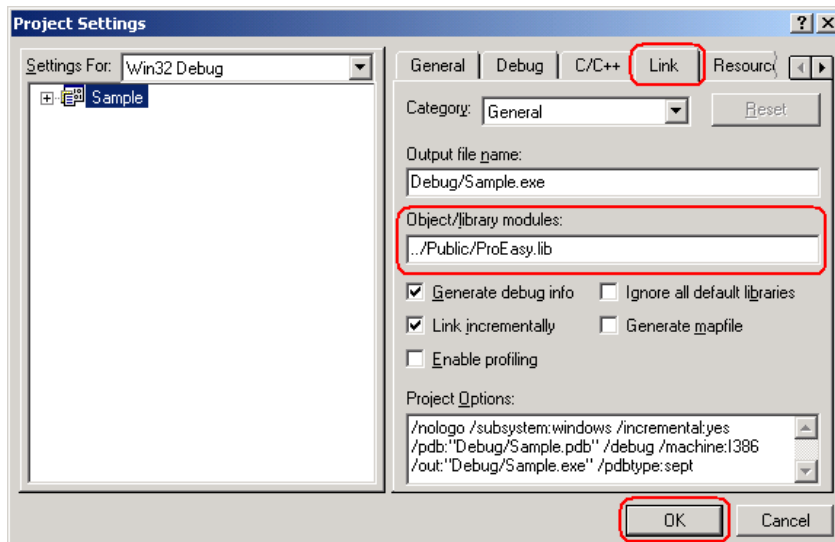 Project Settings
Settings For: Win32 Debug
Sample
General Debug C/C++ Link
Category: General Reset
Output file name:
Debug/Sample.exe
Object/library modules:
../Public/ProEasy.lib
Generate debug info Ignore all default libraries
Link incrementally Generate mapfile
Enable profiling
Project Options:
/nologo /subsystem:windows /incremental:yes
/pdb:"Debug/Sample.pdb" /debug /machine:I386
/out:"Debug/Sample.exe" /pdbtype:sept
OK Cancel